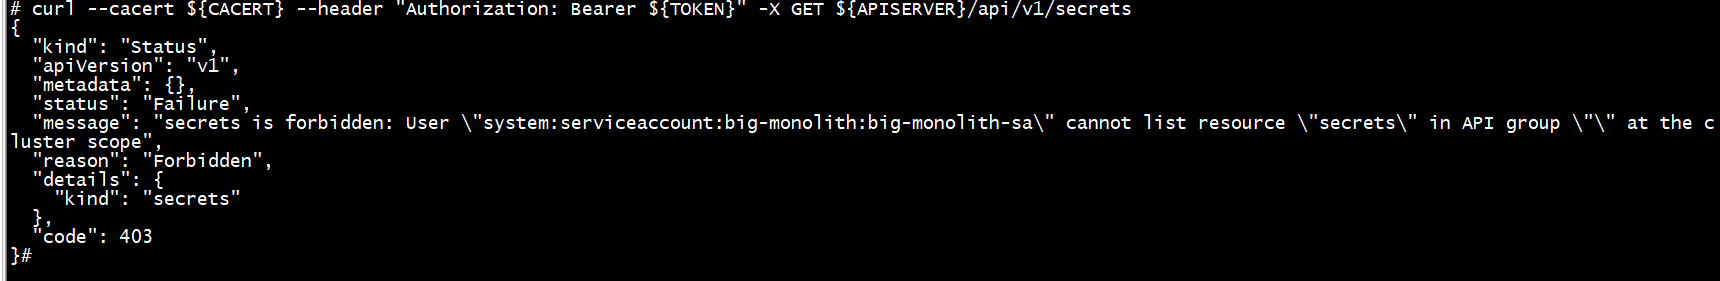 # curl --cacert ${CACERT} --header "Authorization: Bearer ${TOKEN}" -X GET ${APISERVER}/api/v1/secrets
{
  "kind": "Status",
  "apiVersion": "v1",
  "metadata": {},
  "status": "Failure",
  "message": "secrets is forbidden: User \"system:serviceaccount:big-monolith:big-monolith-sa\" cannot list resource \"secrets\" in API group \"\" at the c
luster scope",
  "reason": "Forbidden",
  "details": {
    "kind": "secrets"
  },
  "code": 403
}#